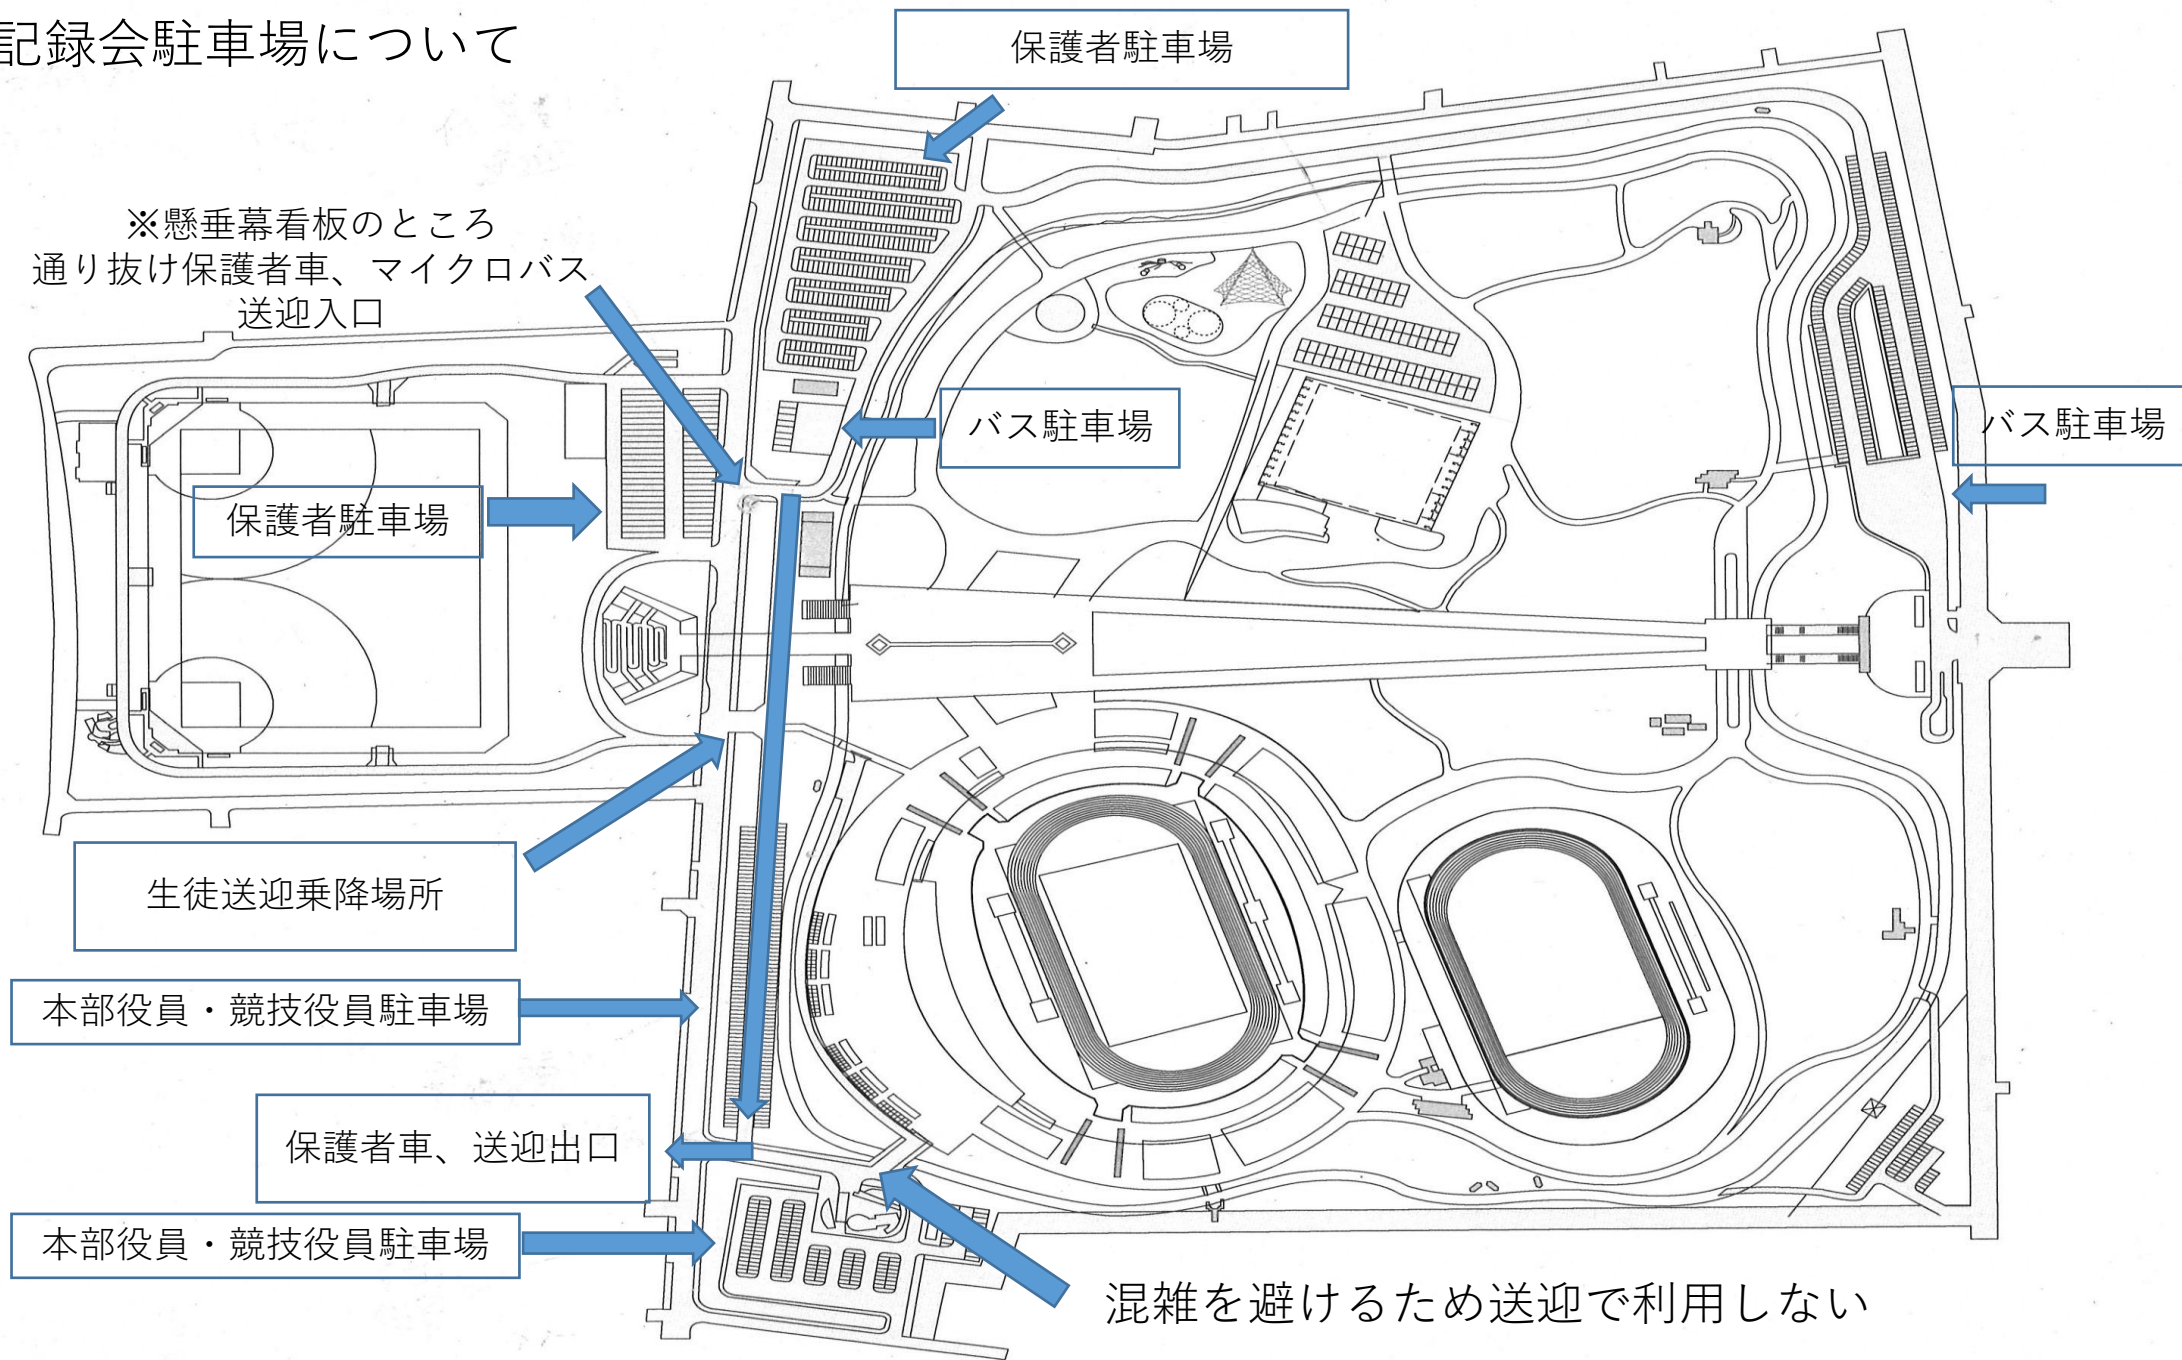 記録会駐車場について
保護者駐車場
※懸垂幕看板のところ
通り抜け保護者車、マイクロバス
送迎入口
バス駐車場
バス駐車場
保護者駐車場
生徒送迎乗降場所
本部役員・競技役員駐車場
保護者車、送迎出口
本部役員・競技役員駐車場
混雑を避けるため送迎で利用しない